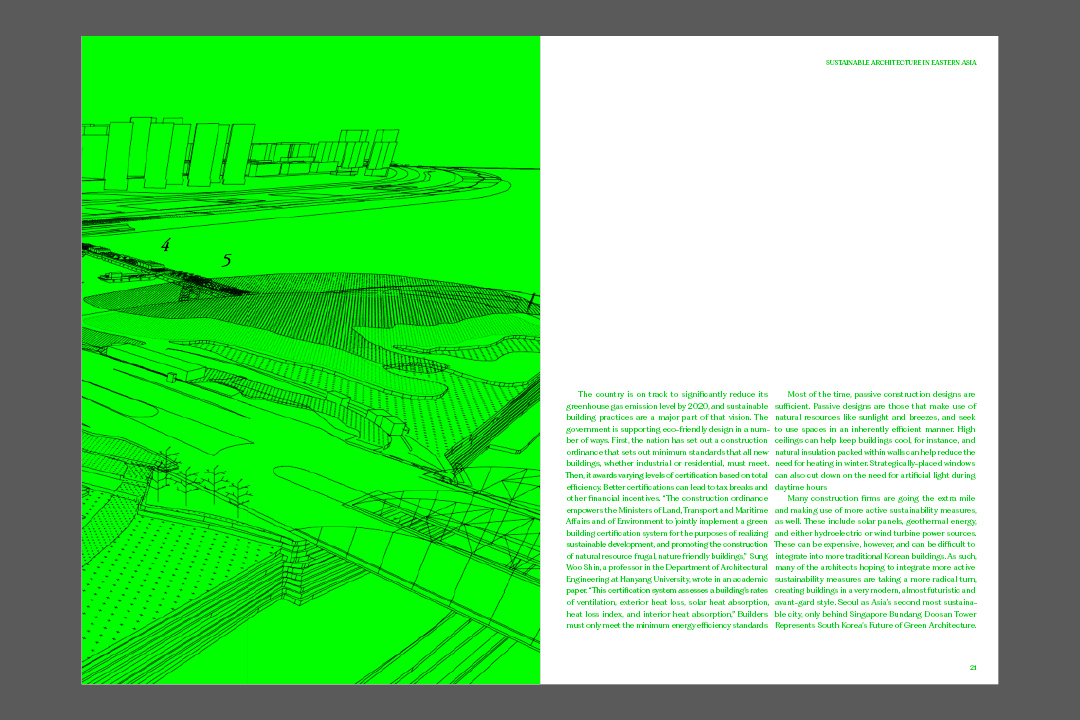 4
5
SUSTAINABLE ARCHITECTURE IN EASTERN ASIA
The country is on track to significantly reduce its
greenhouse gas emission level by 2020, and sustainable
building practices are a major part of that vision. The
government is supporting eco-friendly design in a num-
ber of ways. First, the nation has set out a construction
ordinance that sets out minimum standards that all new
buildings, whether industrial or residential, must meet.
Then, it awards varying levels of certification based on total
efficiency. Better certifications can lead to tax breaks and
other financial incentives. "The construction ordinance
empowers the Ministers of Land, Transport and Maritime
Affairs and of Environment to jointly implement a green
building certification system for the purposes of realizing
sustainable development, and promoting the construction
of natural resource frugal, nature friendly buildings," Sung
Woo Shin, a professor in the Department of Architectural
Engineering at Hanyang University, wrote in an academic
paper. "This certification system assesses a building's rates
of ventilation, exterior heat loss, solar heat absorption,
heat loss index, and interior heat absorption." Builders
must only meet the minimum energy efficiency standards
Most of the time, passive construction designs are
sufficient. Passive designs are those that make use of
natural resources like sunlight and breezes, and seek
to use spaces in an inherently efficient manner. High
ceilings can help keep buildings cool, for instance, and
natural insulation packed within walls can help reduce the
need for heating in winter. Strategically-placed windows
can also cut down on the need for artificial light during
daytime hours
Many construction firms are going the extra mile
and making use of more active sustainability measures,
as well. These include solar panels, geothermal energy,
and either hydroelectric or wind turbine power sources.
These can be expensive, however, and can be difficult to
integrate into more traditional Korean buildings. As such,
many of the architects hoping to integrate more active
sustainability measures are taking a more radical turn,
creating buildings in a very modern, almost futuristic and
avant-gard style. Seoul as Asia's second most sustaina-
ble city, only behind Singapore Bundang Doosan Tower
Represents South Korea's Future of Green Architecture.
21